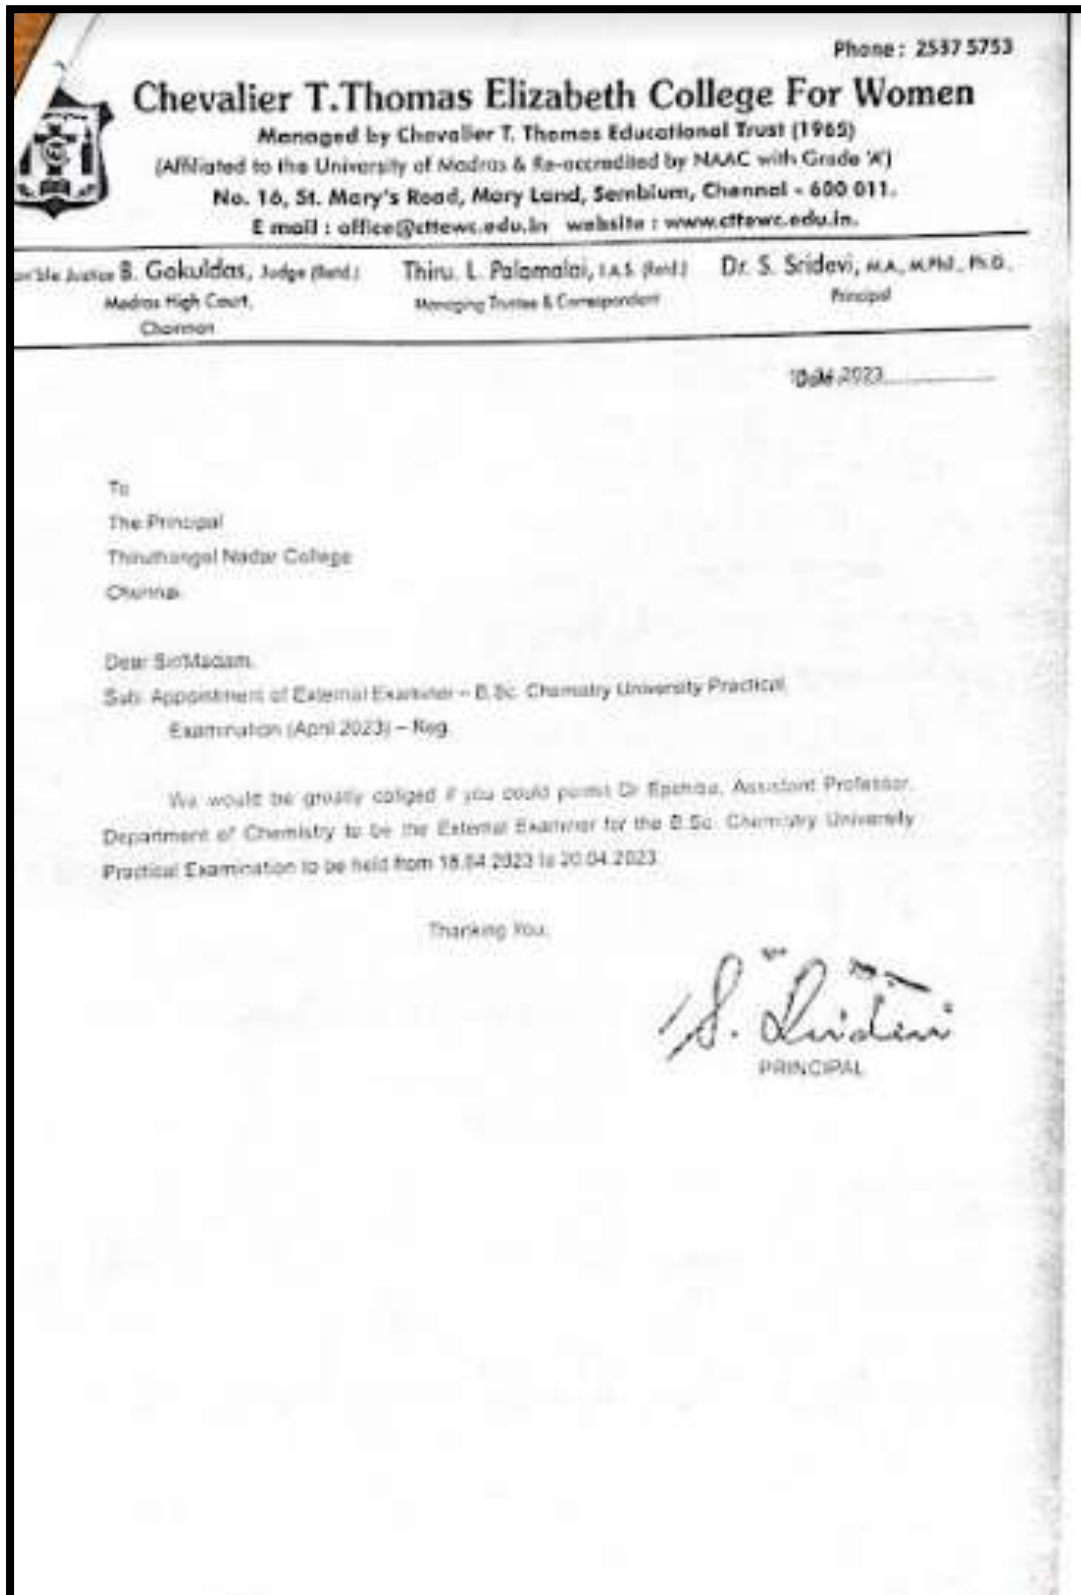 Phone : 2537 5753
Chevalier T.Thomas Elizabeth College For Women
Managed by Chevalier T. Thomas Educational Trust (1965)
(Affiliated to the University of Madras & Re-accredited by NAAC with Grade 'A')
No. 16, St. Mary's Road, Mary Land, Sembium, Chennai - 600 011.
E mail : office@cttewc.edu.in website : www.cttewc.edu.in.
Justice B. Gokuldas, Judge (Retd.) Thiru. L. Palamalai, I.A.S. (Retd.) Dr. S. Sridevi, M.A., M.Phil., Ph.D.,
Madras High Court, Managing Trustee & Correspondent Principal
Chairman
2023
To
The Principal
Thiruthangal Nadar College
Chennai.
Dear Sir/Madam,
Sub: Appointment of External Examiner – B.Sc. Chemistry University Practical
Examination (April 2023) – Reg.
We would be greatly obliged if you could permit Dr Assistant Professor,
Department of Chemistry to be the External Examiner for the B.Sc. Chemistry University
Practical Examination to be held from 18.04.2023 to 20.04.2023.
Thanking You,
S. Sridevi
PRINCIPAL